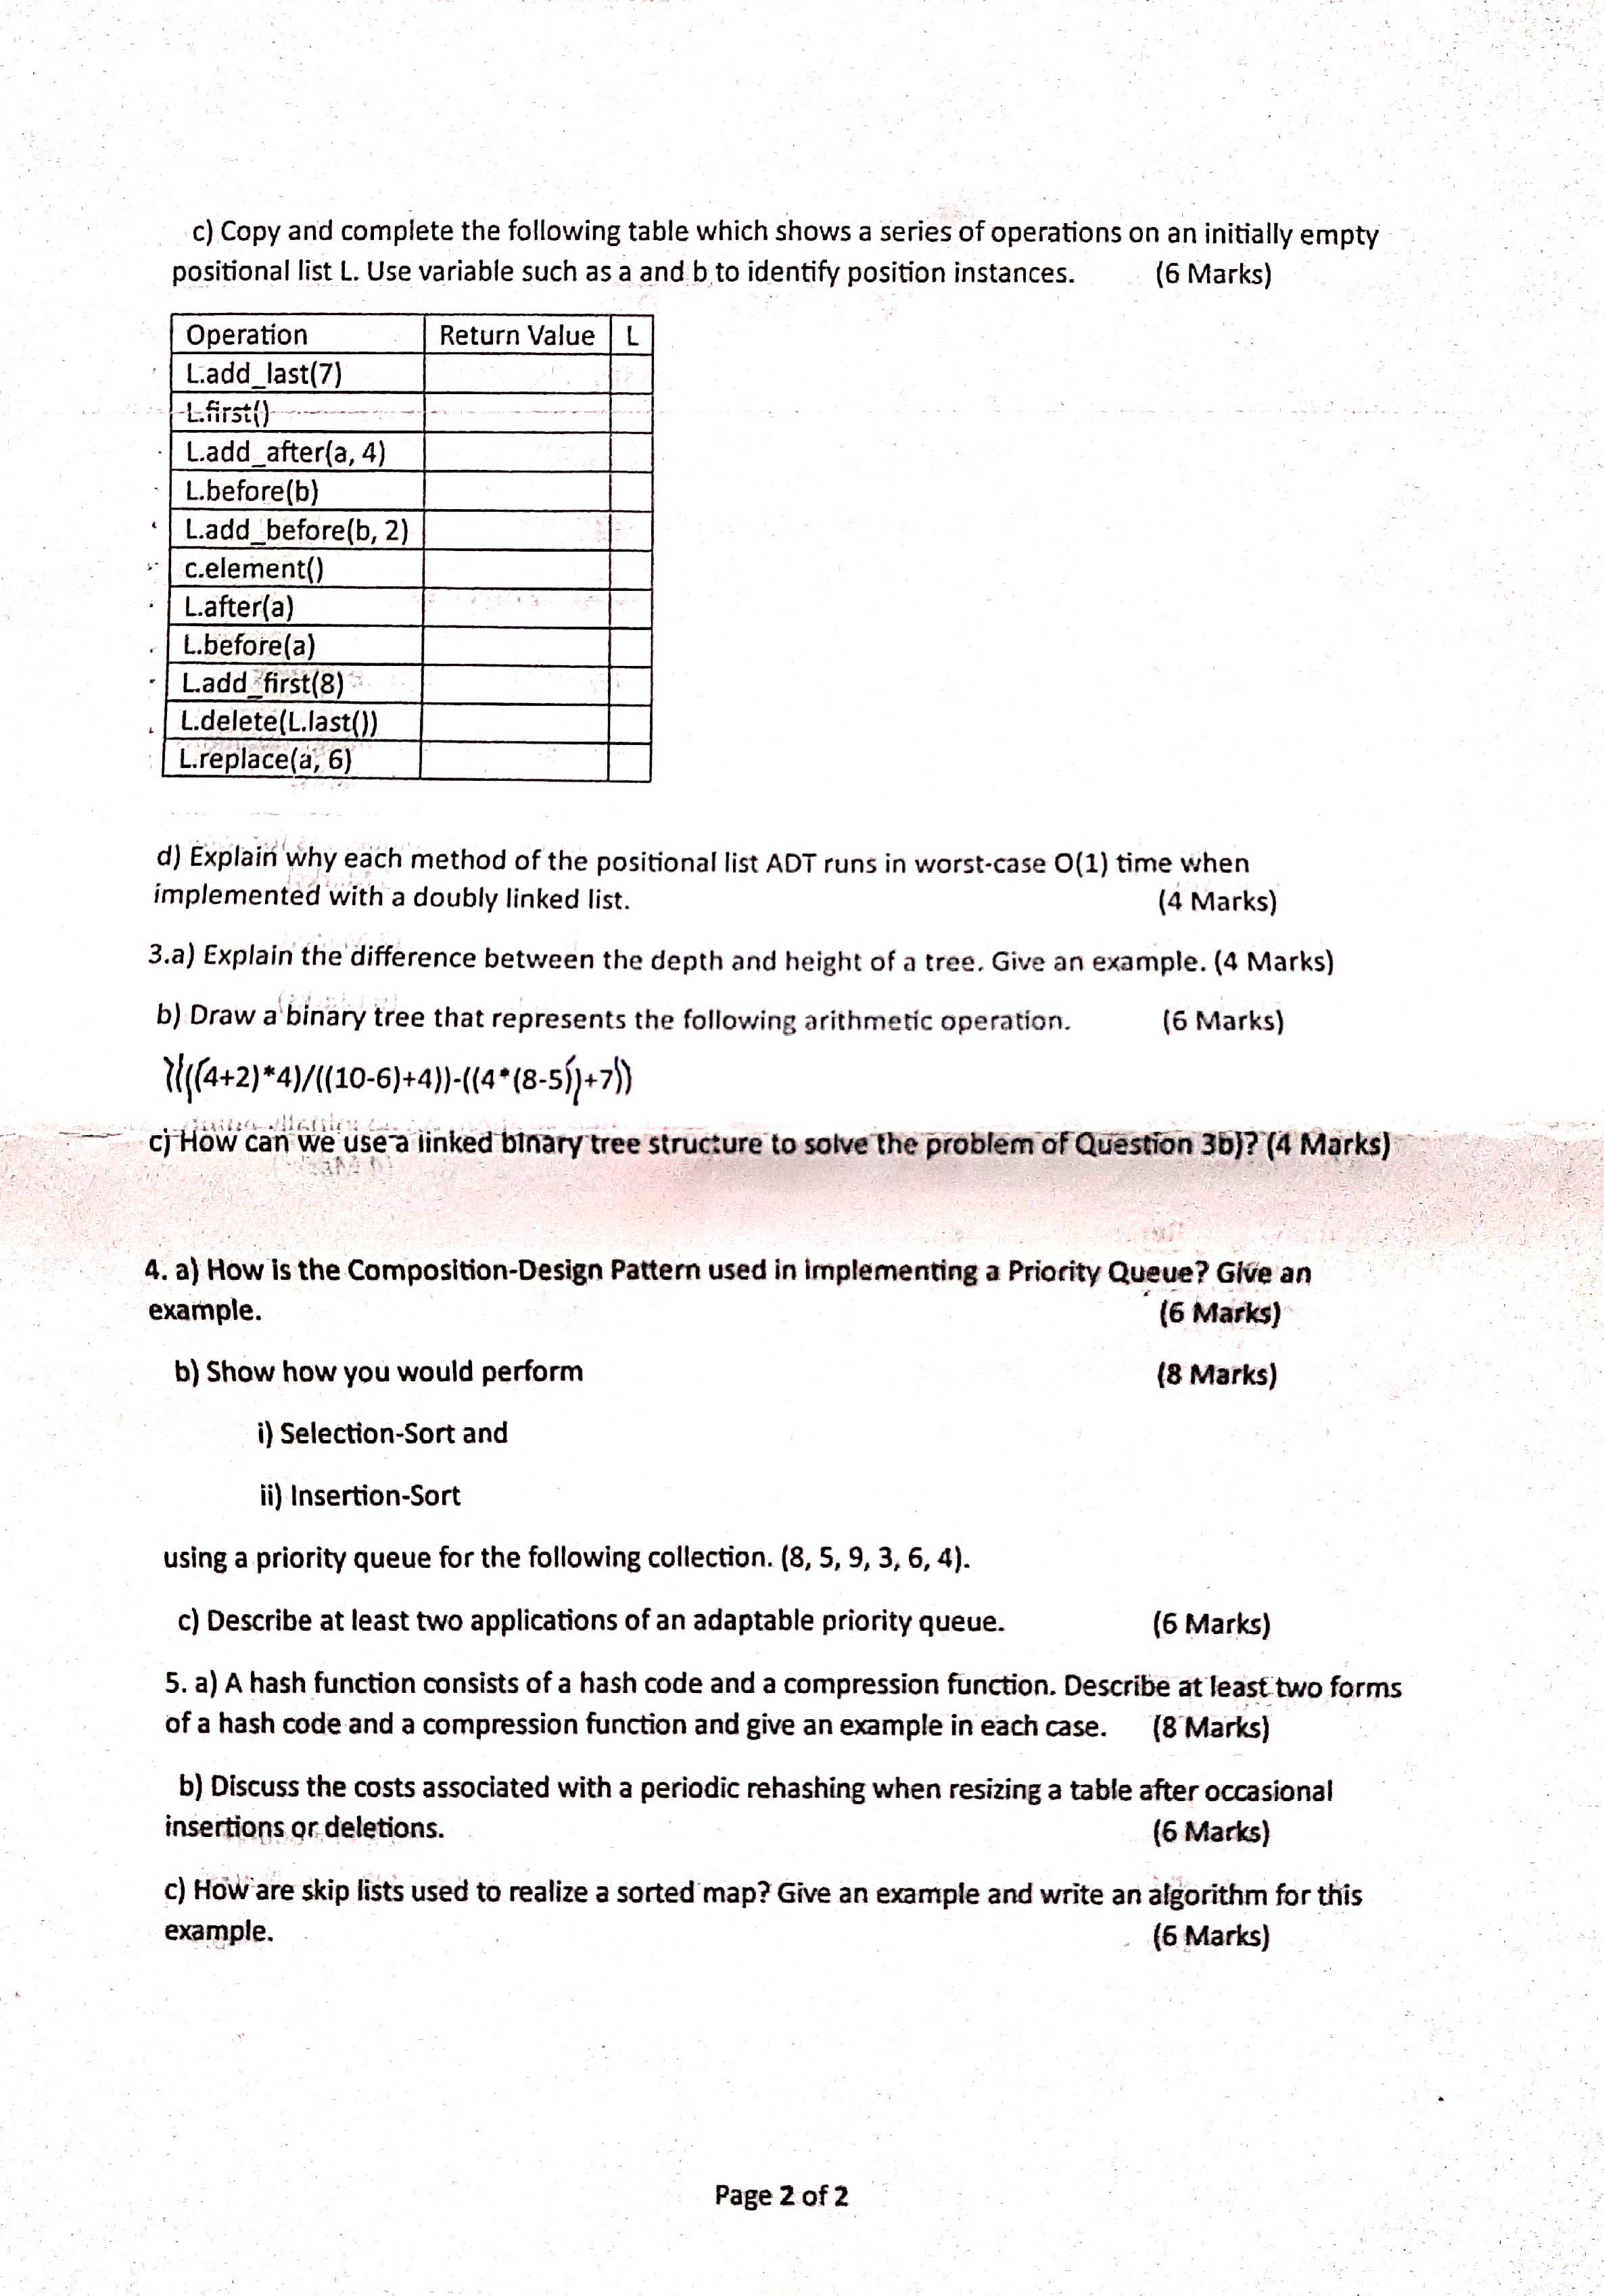 c) Copy and complete the following table which shows a series of operations on an initially empty
positional list L. Use variable such as a and b to identify position instances. (6 Marks)
Operation Return Value L
L.add_last(7)
L.first()
L.add_after(a, 4)
L.before(b)
L.add_before(b, 2)
c.element()
L.after(a)
L.before(a)
L.add_first(8)
L.delete(L.last())
L.replace(a, 6)
d) Explain why each method of the positional list ADT runs in worst-case O(1) time when
implemented with a doubly linked list. (4 Marks)
3.a) Explain the difference between the depth and height of a tree. Give an example. (4 Marks)
b) Draw a binary tree that represents the following arithmetic operation. (6 Marks)
(((4+2)*4)/((10-6)+4))-((4*(8-5))+7))
c) How can we use a linked binary tree structure to solve the problem of Question 3b)? (4 Marks)
4. a) How is the Composition-Design Pattern used in implementing a Priority Queue? Give an
example. (6 Marks)
b) Show how you would perform (8 Marks)
i) Selection-Sort and
ii) Insertion-Sort
using a priority queue for the following collection. (8, 5, 9, 3, 6, 4).
c) Describe at least two applications of an adaptable priority queue. (6 Marks)
5. a) A hash function consists of a hash code and a compression function. Describe at least two forms
of a hash code and a compression function and give an example in each case. (8 Marks)
b) Discuss the costs associated with a periodic rehashing when resizing a table after occasional
insertions or deletions. (6 Marks)
c) How are skip lists used to realize a sorted map? Give an example and write an algorithm for this
example. (6 Marks)
Page 2 of 2